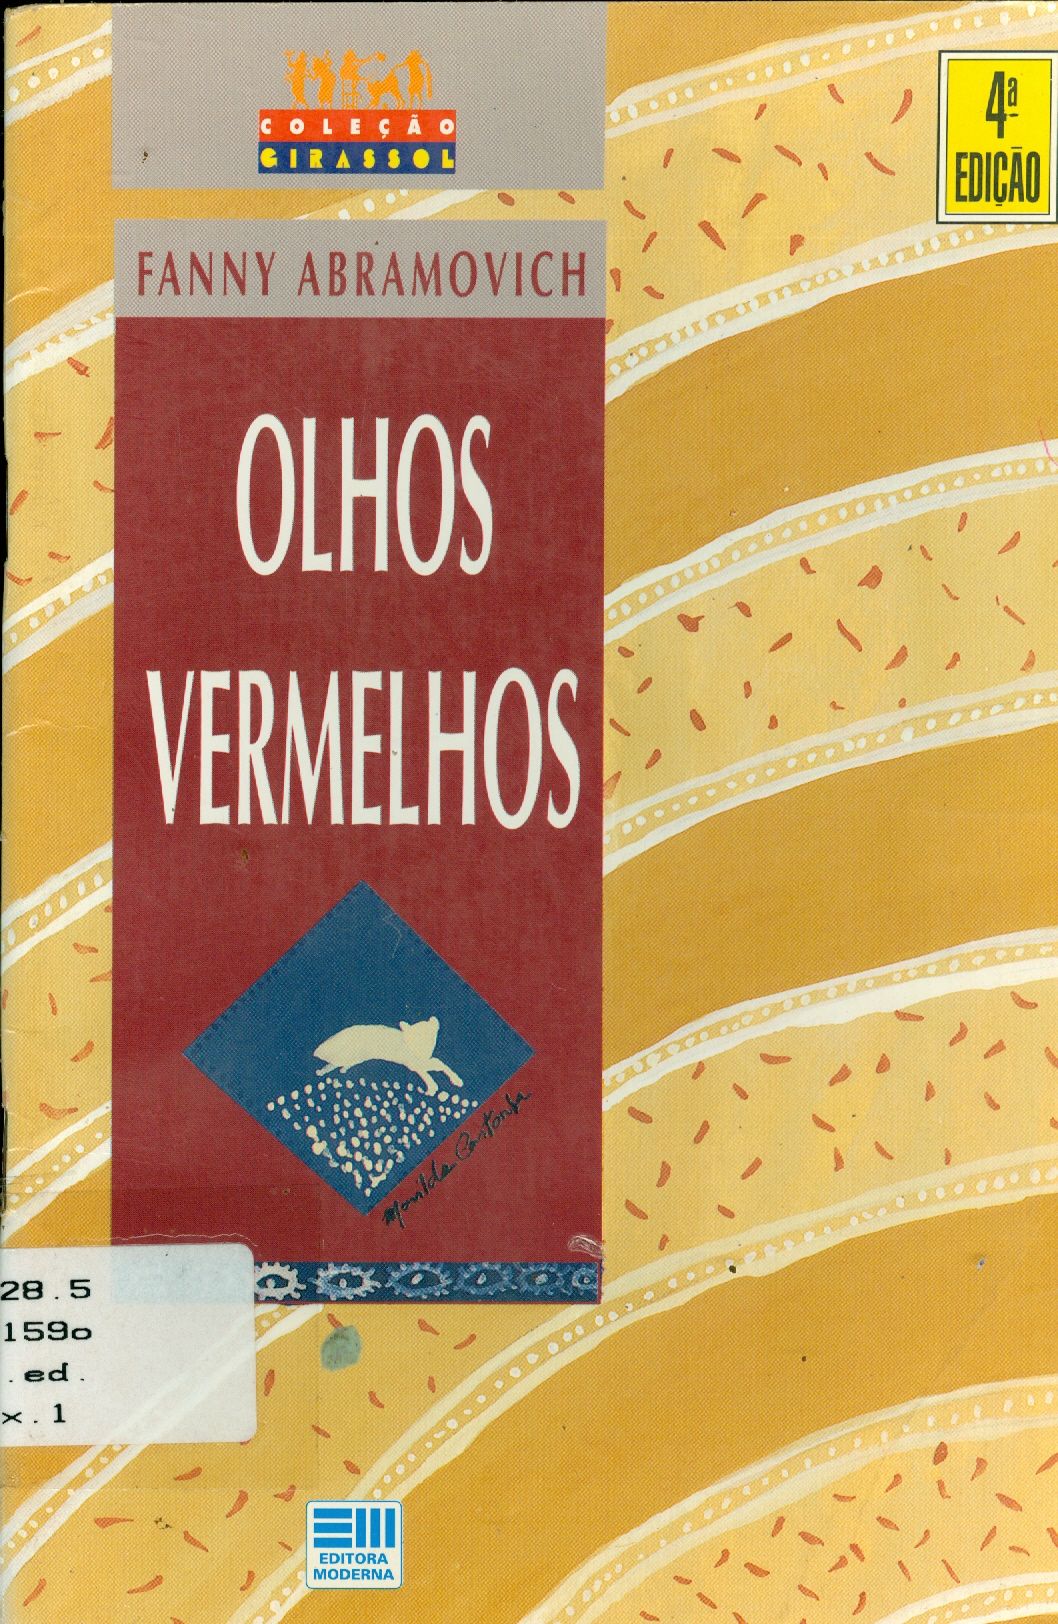 COLEÇÃO
GIRASSOL
4ª
EDIÇÃO
FANNY ABRAMOVICH
OLHOS
VERMELHOS
28.5
159o
.ed.
x.1
EDITORA
MODERNA